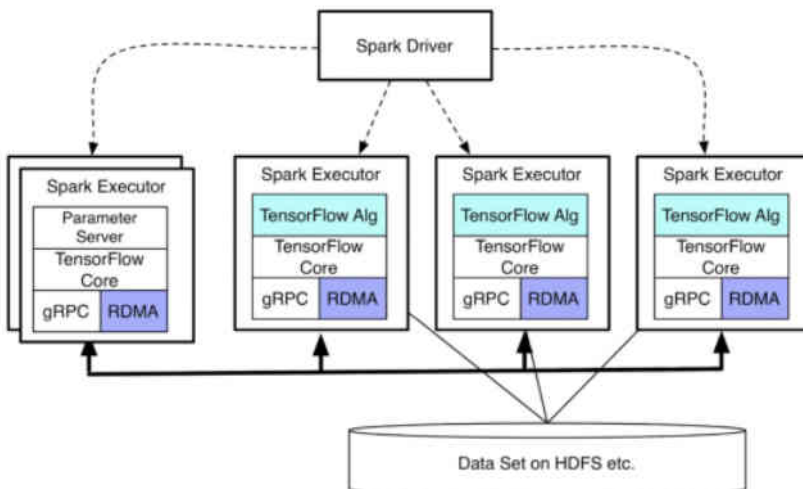 Spark Driver
Spark Executor
Parameter
Server
TensorFlow
Core
gRPC
RDMA
Spark Executor
TensorFlow Alg
TensorFlow
Core
gRPC
RDMA
Spark Executor
TensorFlow Alg
TensorFlow
Core
gRPC
RDMA
Spark Executor
TensorFlow Alg
TensorFlow
Core
gRPC
RDMA
Data Set on HDFS etc.